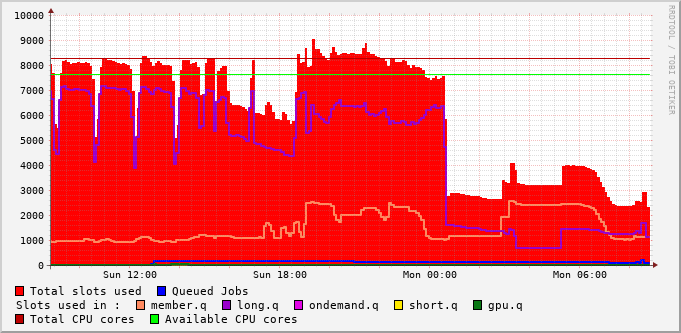 10000
9000
8000
7000
6000
5000
4000
3000
2000
1000
0
Sun 12:00 Sun 18:00 Mon 00:00 Mon 06:00
RRDTOOL / TOBI OETIKER
Total slots used Queued Jobs
Slots used in : member.q long.q ondemand.q short.q gpu.q
Total CPU cores Available CPU cores